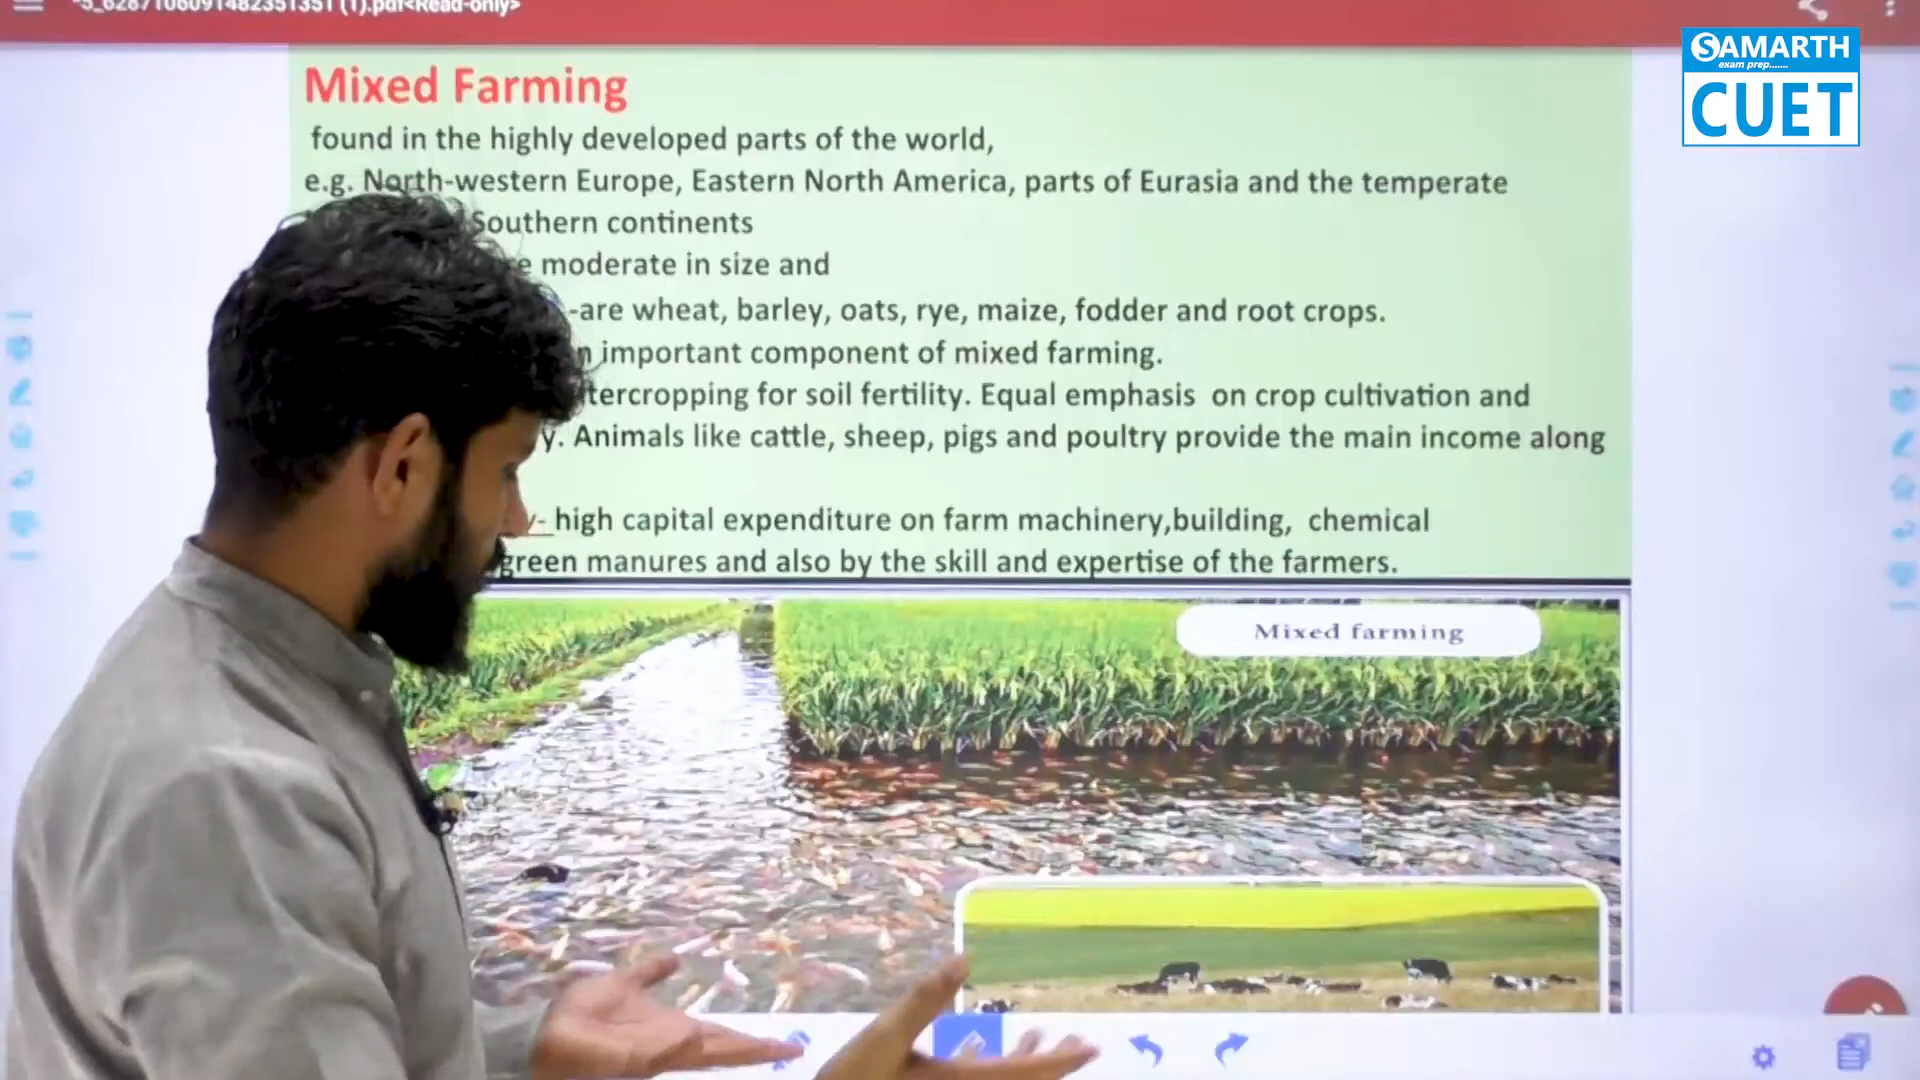 (1).pdf<Read-only>
SAMARTH
exam prep......
CUET
Mixed Farming
found in the highly developed parts of the world,
e.g. North-western Europe, Eastern North America, parts of Eurasia and the temperate
Southern continents
e moderate in size and
-are wheat, barley, oats, rye, maize, fodder and root crops.
n important component of mixed farming.
tercropping for soil fertility. Equal emphasis on crop cultivation and
y. Animals like cattle, sheep, pigs and poultry provide the main income along
y- high capital expenditure on farm machinery,building, chemical
green manures and also by the skill and expertise of the farmers.
Mixed farming